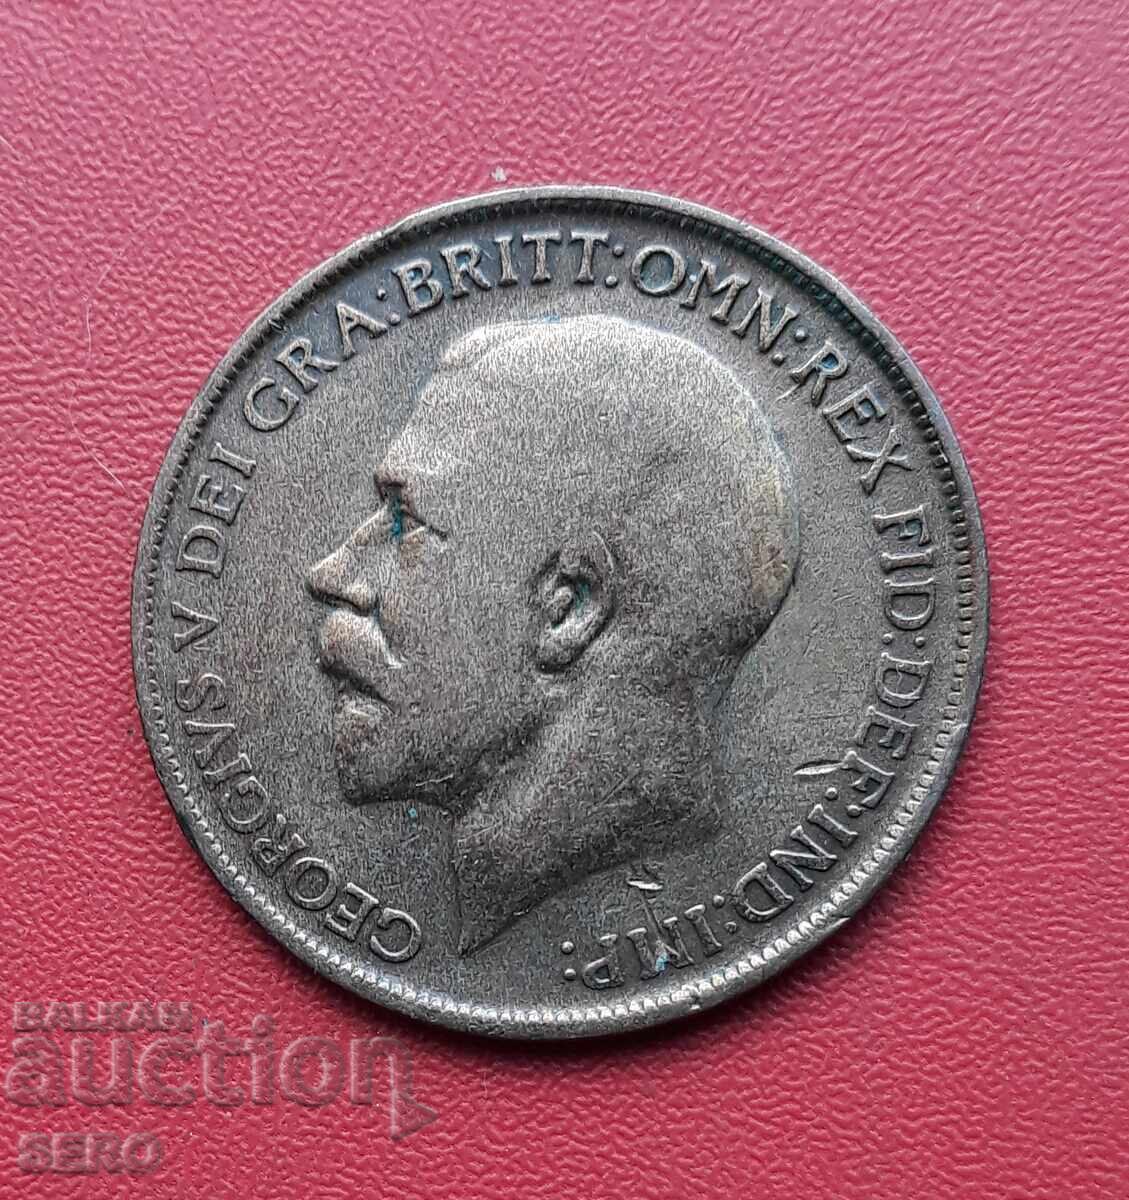 GEORGIVS V DEI GRA:BRITT:OMN:REX FID:DEF:IND:IMP:
BALKAN
auction
SERO